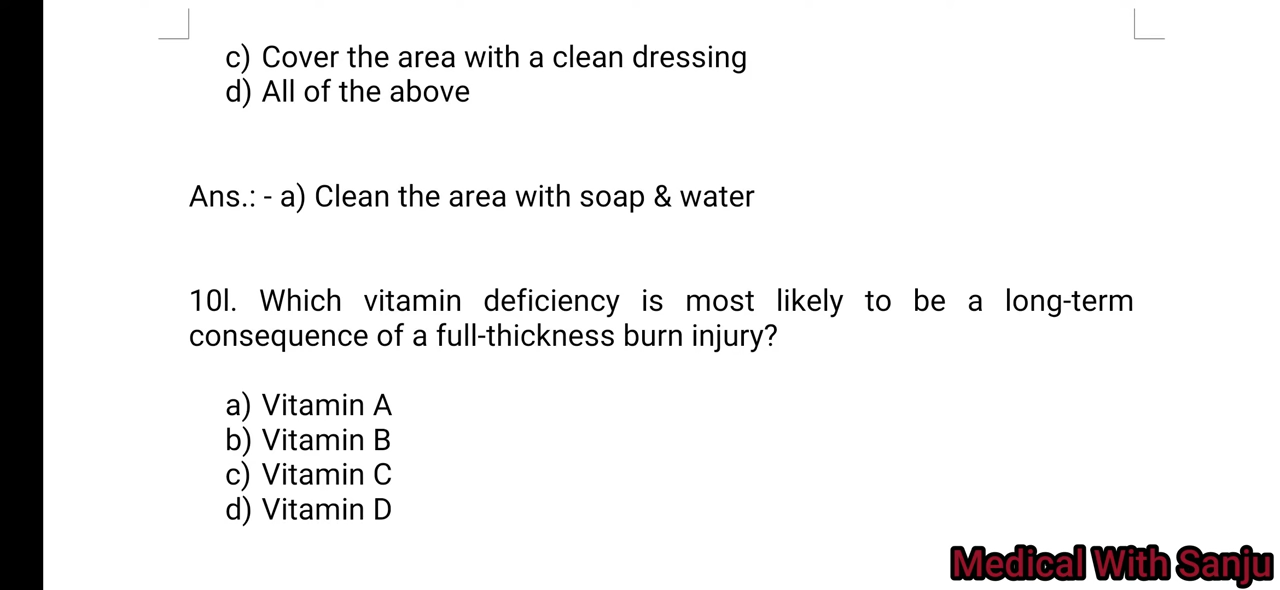 c) Cover the area with a clean dressing
d) All of the above
Ans.: - a) Clean the area with soap & water
10l. Which vitamin deficiency is most likely to be a long-term
consequence of a full-thickness burn injury?
a) Vitamin A
b) Vitamin B
c) Vitamin C
d) Vitamin D
Medical With Sanju